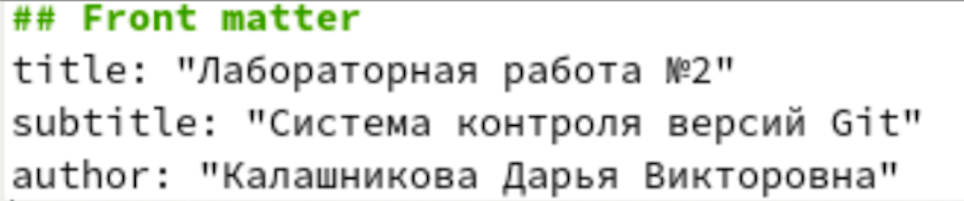 ## Front matter
title: "Лабораторная работа №2"
subtitle: "Система контроля версий Git"
author: "Калашникова Дарья Викторовна"